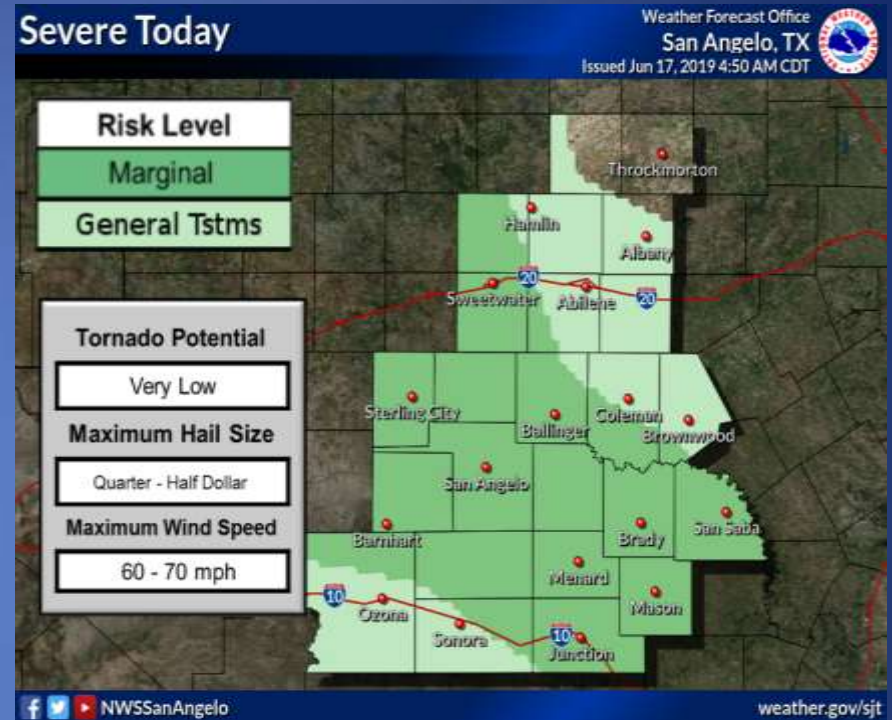 Severe Today
Weather Forecast Office
San Angelo, TX
Issued Jun 17, 2019 4:50 AM CDT
Risk Level
Marginal
General Tstms
Tornado Potential
Very Low
Maximum Hail Size
Quarter - Half Dollar
Maximum Wind Speed
60 - 70 mph
Throckmorton
Hamlin
Albany
20
Sweetwater
Abilene
20
Sterling City
Ballinger
Coleman
Brownwood
San Angelo
Barnhart
Brady
San Saba
Menard
Mason
10
Ozona
Sonora
10
Junction
NWSSanAngelo
weather.gov/sjt